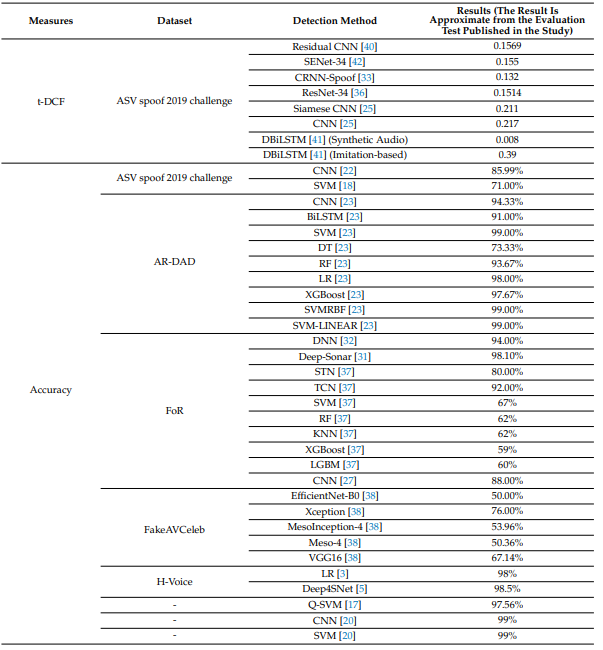 Measures Dataset Detection Method Results (The Result Is
Approximate from the Evaluation
Test Published in the Study)
t-DCF ASV spoof 2019 challenge Residual CNN [40] 0.1569
SENet-34 [42] 0.155
CRNN-Spoof [33] 0.132
ResNet-34 [36] 0.1514
Siamese CNN [25] 0.211
CNN [25] 0.217
DBiLSTM [41] (Synthetic Audio) 0.008
DBiLSTM [41] (Imitation-based) 0.39
Accuracy ASV spoof 2019 challenge CNN [22] 85.99%
SVM [18] 71.00%
AR-DAD CNN [23] 94.33%
BiLSTM [23] 91.00%
SVM [23] 99.00%
DT [23] 73.33%
RF [23] 93.67%
LR [23] 98.00%
XGBoost [23] 97.67%
SVMRBF [23] 99.00%
SVM-LINEAR [23] 99.00%
FoR DNN [32] 94.00%
Deep-Sonar [31] 98.10%
STN [37] 80.00%
TCN [37] 92.00%
SVM [37] 67%
RF [37] 62%
KNN [37] 62%
XGBoost [37] 59%
LGBM [37] 60%
CNN [27] 88.00%
FakeAVCeleb EfficientNet-B0 [38] 50.00%
Xception [38] 76.00%
MesoInception-4 [38] 53.96%
Meso-4 [38] 50.36%
VGG16 [38] 67.14%
H-Voice LR [3] 98%
Deep4SNet [5] 98.5%
- Q-SVM [17] 97.56%
- CNN [20] 99%
- SVM [20] 99%